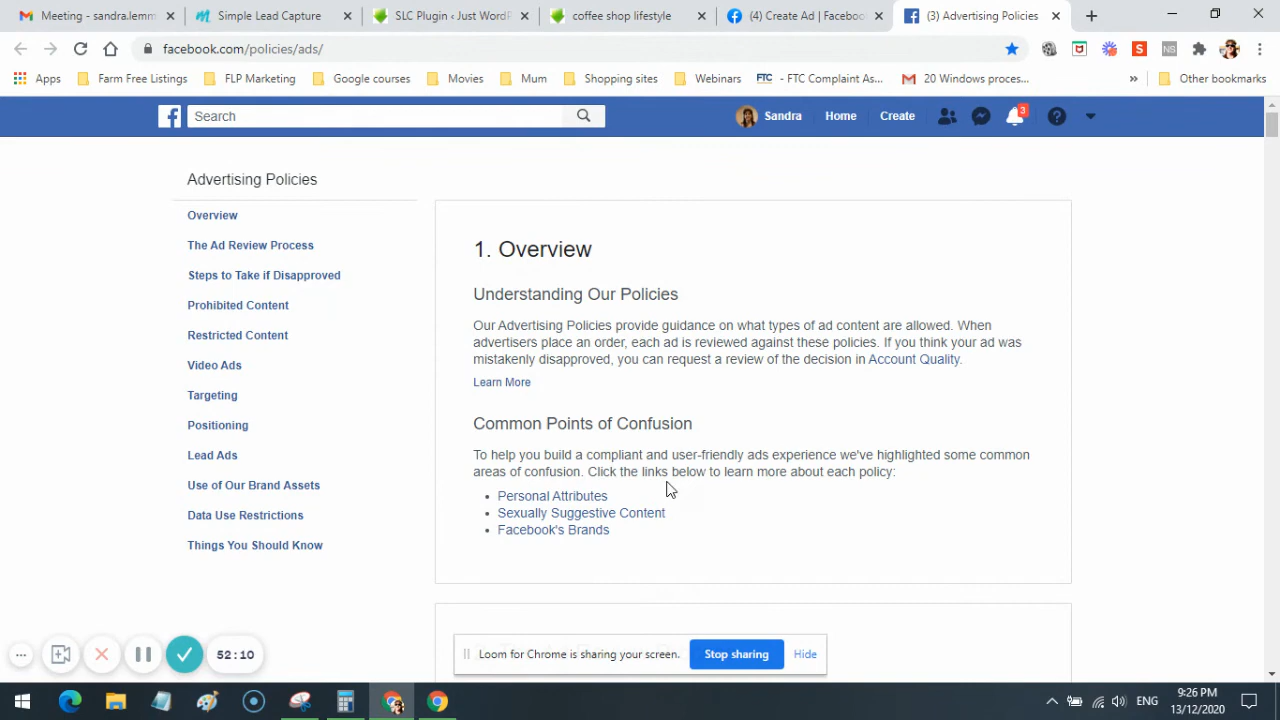 Meeting - sandra.lemm
Simple Lead Capture
SLC Plugin ‹ Just WordP
coffee shop lifestyle
(4) Create Ad | Faceboo
(3) Advertising Policies
facebook.com/policies/ads/
S
NS
Apps
Farm Free Listings
FLP Marketing
Google courses
Movies
Mum
Shopping sites
Webinars
FTC - FTC Complaint As...
20 Windows proces...
»
Other bookmarks
Search
Sandra
Home
Create
3
Advertising Policies
Overview
The Ad Review Process
Steps to Take if Disapproved
Prohibited Content
Restricted Content
Video Ads
Targeting
Positioning
Lead Ads
Use of Our Brand Assets
Data Use Restrictions
Things You Should Know
1. Overview
Understanding Our Policies
Our Advertising Policies provide guidance on what types of ad content are allowed. When
advertisers place an order, each ad is reviewed against these policies. If you think your ad was
mistakenly disapproved, you can request a review of the decision in Account Quality.
Learn More
Common Points of Confusion
To help you build a compliant and user-friendly ads experience we've highlighted some common
areas of confusion. Click the links below to learn more about each policy:
• Personal Attributes
• Sexually Suggestive Content
• Facebook's Brands
52:10
Loom for Chrome is sharing your screen.
Stop sharing
Hide
ENG
9:26 PM
13/12/2020